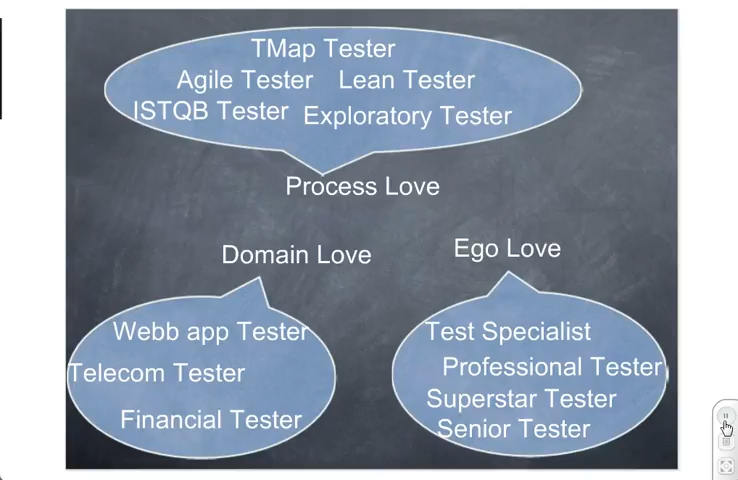 TMap Tester
Agile Tester Lean Tester
ISTQB Tester Exploratory Tester
Process Love
Domain Love
Ego Love
Webb app Tester
Telecom Tester
Financial Tester
Test Specialist
Professional Tester
Superstar Tester
Senior Tester